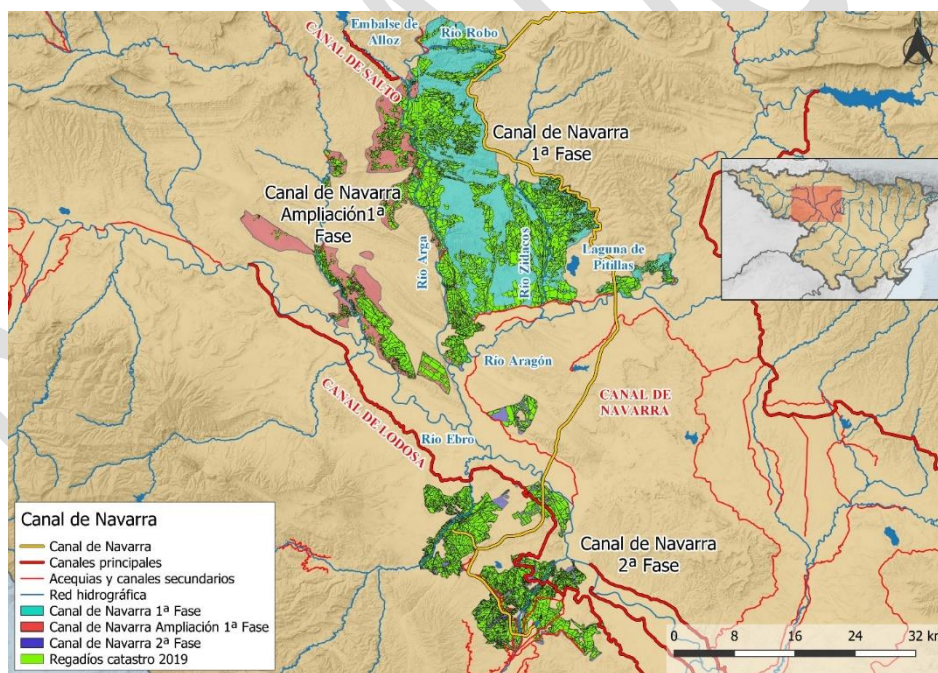 Embalse de
Alloz
Río Robo
N
CANAL DE SALTO
Canal de Navarra
1ª Fase
Canal de Navarra
Ampliación1ª
Fase
Río Arga
Río Zidacos
Laguna de
Pitillas
Río Aragón
CANAL DE
NAVARRA
CANAL DE LODOSA
Río Ebro
Canal de Navarra
2ª Fase
Canal de Navarra
Canal de Navarra
Canales principales
Acequias y canales secundarios
Red hidrográfica
Canal de Navarra 1ª Fase
Canal de Navarra Ampliación 1ª Fase
Canal de Navarra 2ª Fase
Regadíos catastro 2019
0 8 16 24 32 km